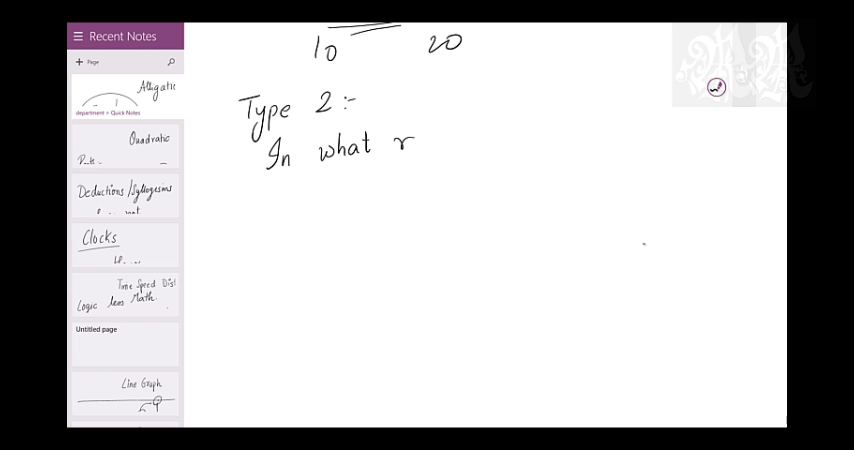 Recent Notes
Page
Alligatic
department > Quick Notes
Quadratic
Deductions/Syllogisms
Clocks
Time Speed Dist
Logic less Math.
Untitled page
Line Graph
10 20
Type 2 :-
In what r